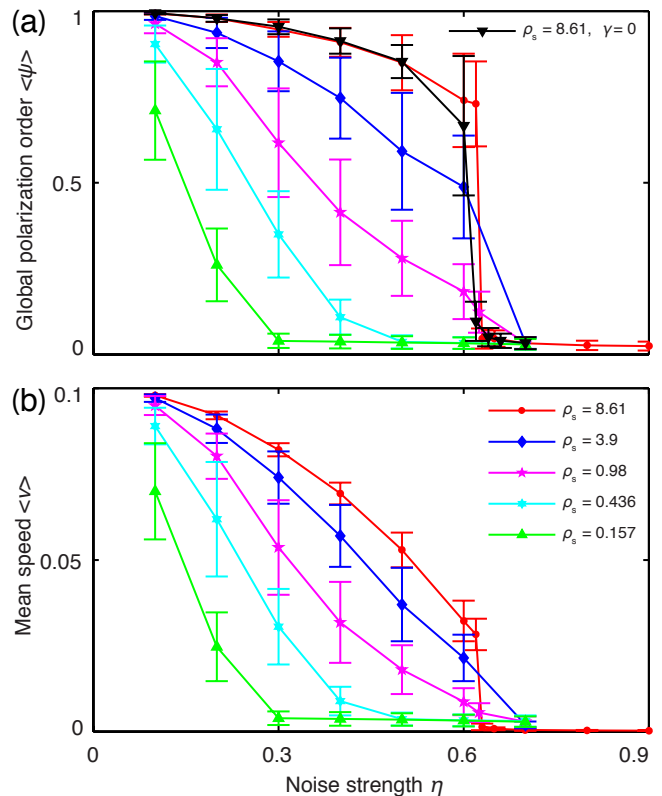 (a)
ρs = 8.61, γ = 0
Global polarization order <ψ>
1
0.5
0
(b)
0.1
ρs = 8.61
ρs = 3.9
ρs = 0.98
ρs = 0.436
ρs = 0.157
Mean speed <v>
0.05
0
0
0.3
0.6
0.9
Noise strength η